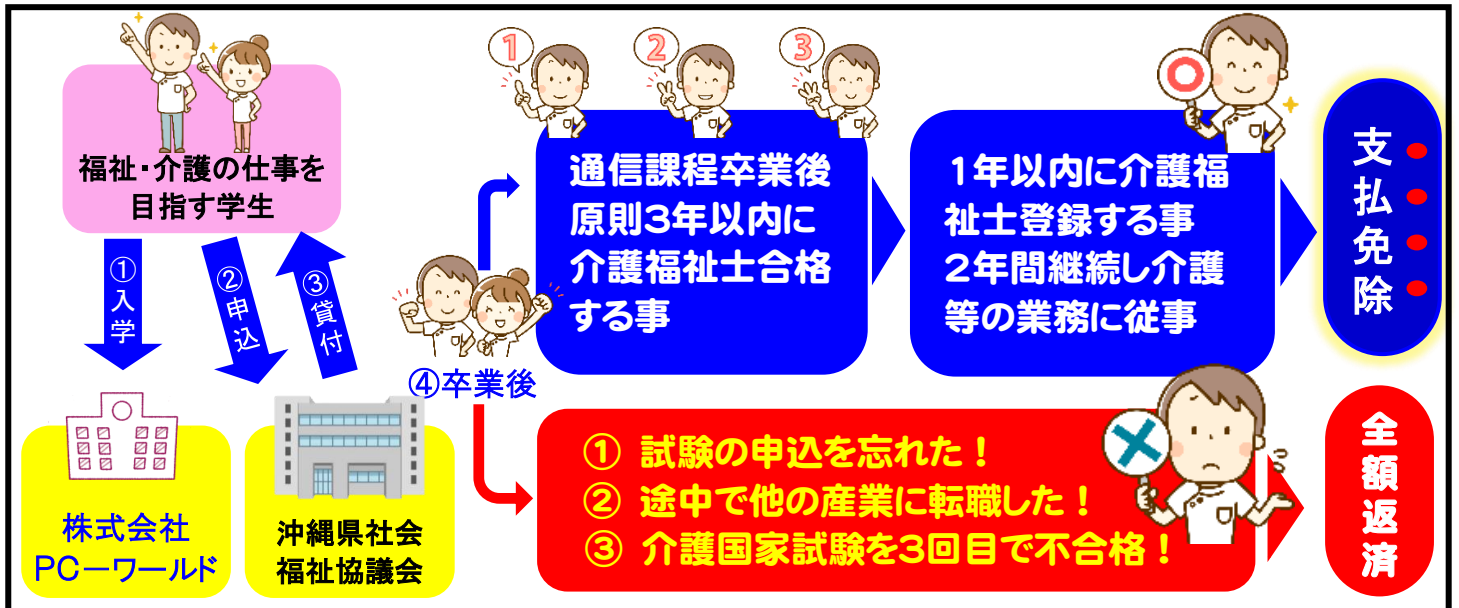 福祉・介護の仕事を
目指す学生
①入学
②申込
③貸付
株式会社
PCーワールド
沖縄県社会
福祉協議会
④卒業後
1
2
3
通信課程卒業後
原則3年以内に
介護福祉士合格
する事
1年以内に介護福
祉士登録する事
2年間継続し介護
等の業務に従事
支払免除
① 試験の申込を忘れた！
② 途中で他の産業に転職した！
③ 介護国家試験を3回目で不合格！
全額返済